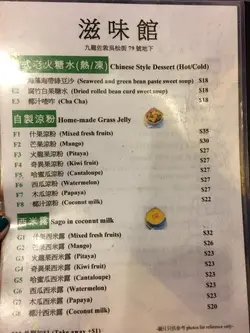 滋味館
九龍佐敦吳松街79號地下
火糖水(熱/凍) Chinese Style Dessert (Hot/Cold)
(Seaweed and green bean paste sweet soup) $18
E2 腐竹白果糖水 (Dried rolled bean curd sweet soup) $18
E5 椰汁喳咋 (Cha Cha) $18
自製涼粉 Home-made Grass Jelly
F1 什果涼粉 (Mixed fresh fruits) $35
F2 芒果涼粉 (Mango) $35
F3 火龍果涼粉 (Pitaya) $27
F4 奇異果涼粉 (Kiwi fruit) $27
F5 哈蜜瓜涼粉 (Cantaloupe) $27
F6 西瓜涼粉 (Watermelon) $27
F7 木瓜涼粉 (Papaya) $27
F8 椰汁涼粉 (Coconut milk)
西米露 Sago in coconut milk
G1 什果西米露 (Mixed fresh fruits) $32
G2 芒果西米露 (Mango) $26
G3 火龍果西米露 (Pitaya) $26
G4 奇異果西米露 (Kiwi fruit) $26
G5 哈蜜瓜西米露 (Cantaloupe) $26
G6 西瓜西米露 (Watermelon) $26
G7 木瓜西米露 (Papaya) $26
G8 椰汁西米露 (Coconut milk) $20
(Take away +$1)